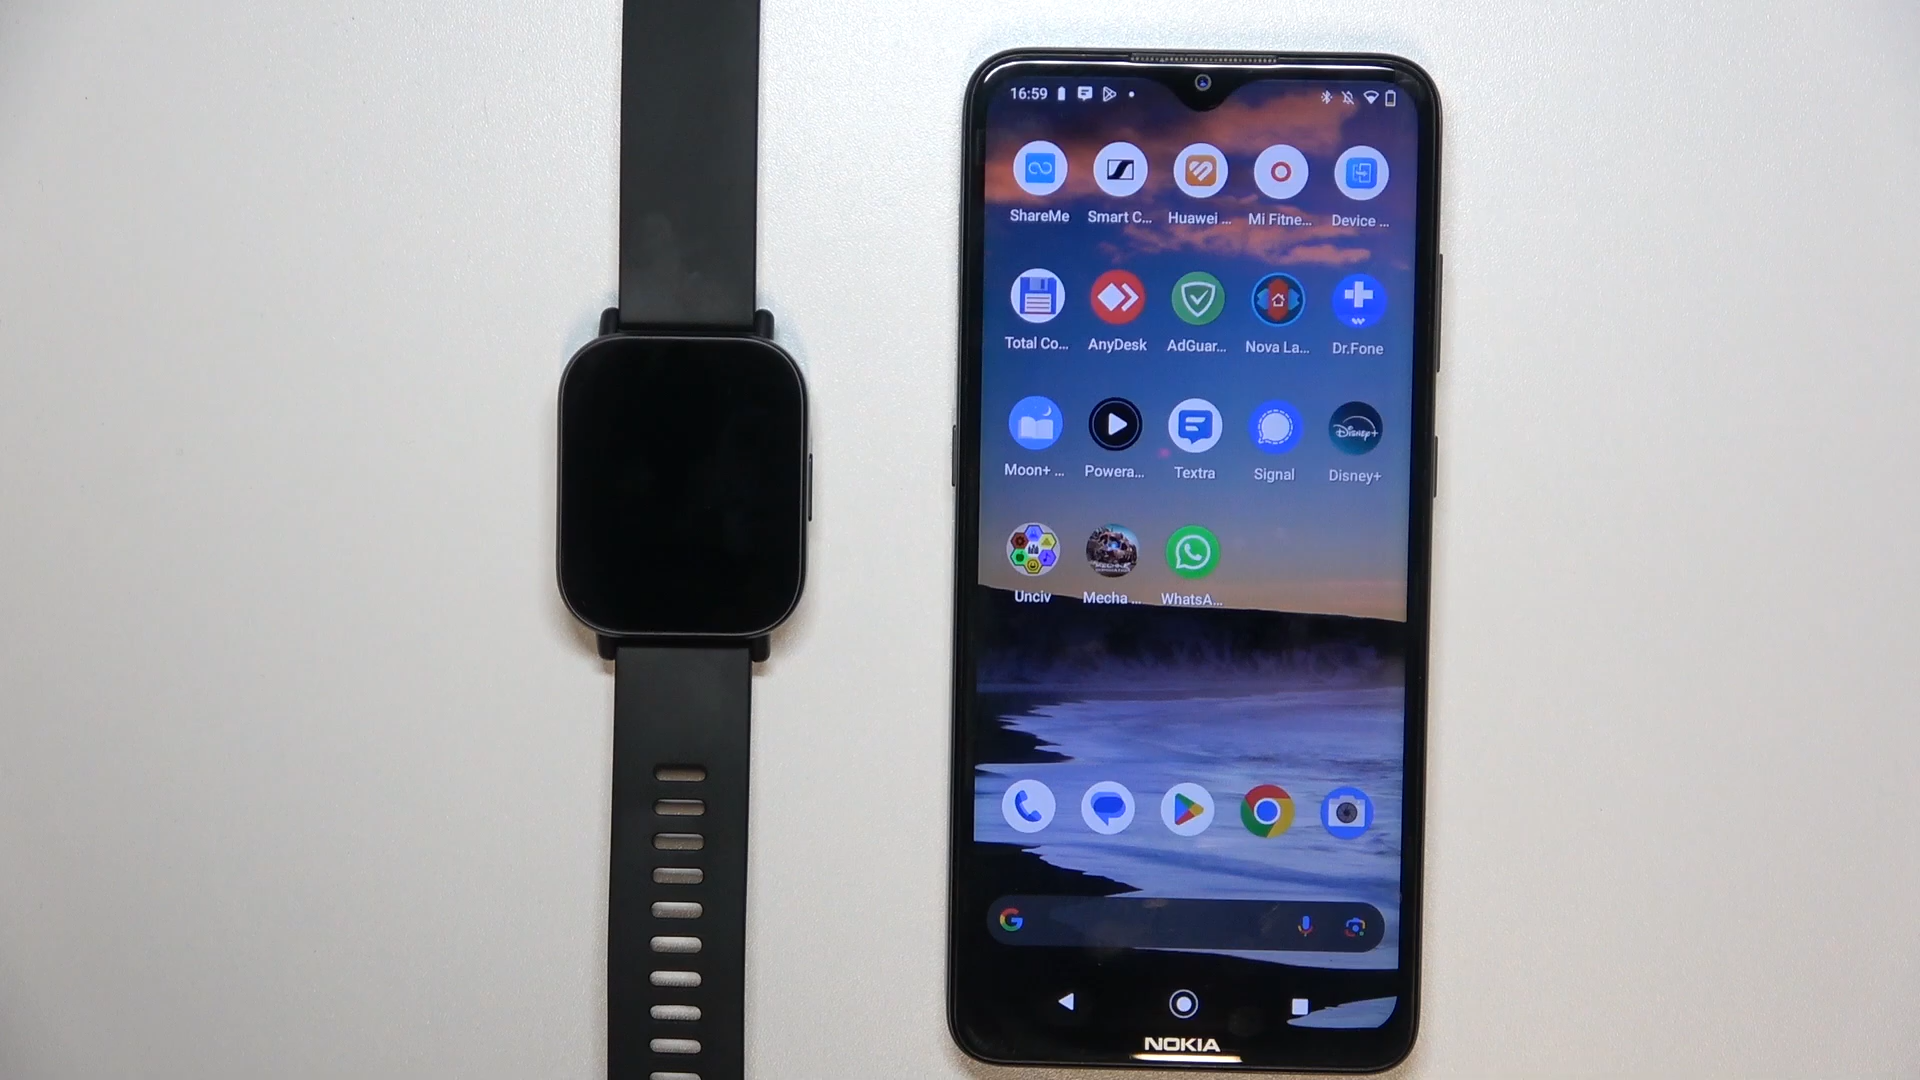 16:59
ShareMe Smart C... Huawei ... Mi Fitne... Device ...
Total Co... AnyDesk AdGuar... Nova La... Dr.Fone
Disney+
Moon+ ... Powera... Textra Signal Disney+
Unciv Mecha ... WhatsA...
NOKIA